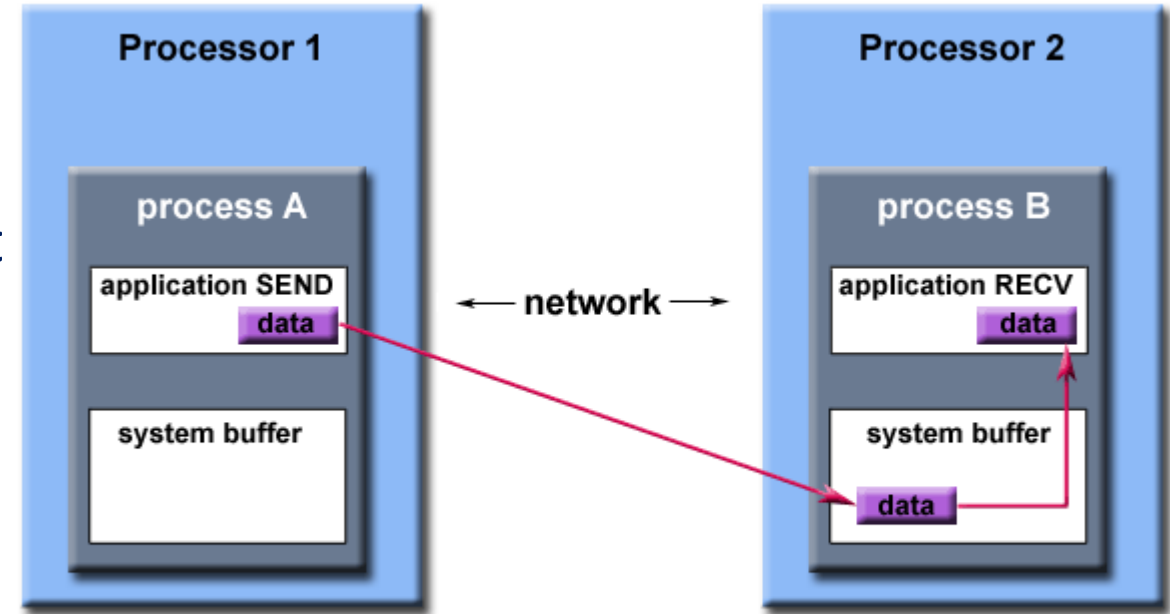 Processor 1
process A
application SEND
data
system buffer
network
Processor 2
process B
application RECV
data
system buffer
data